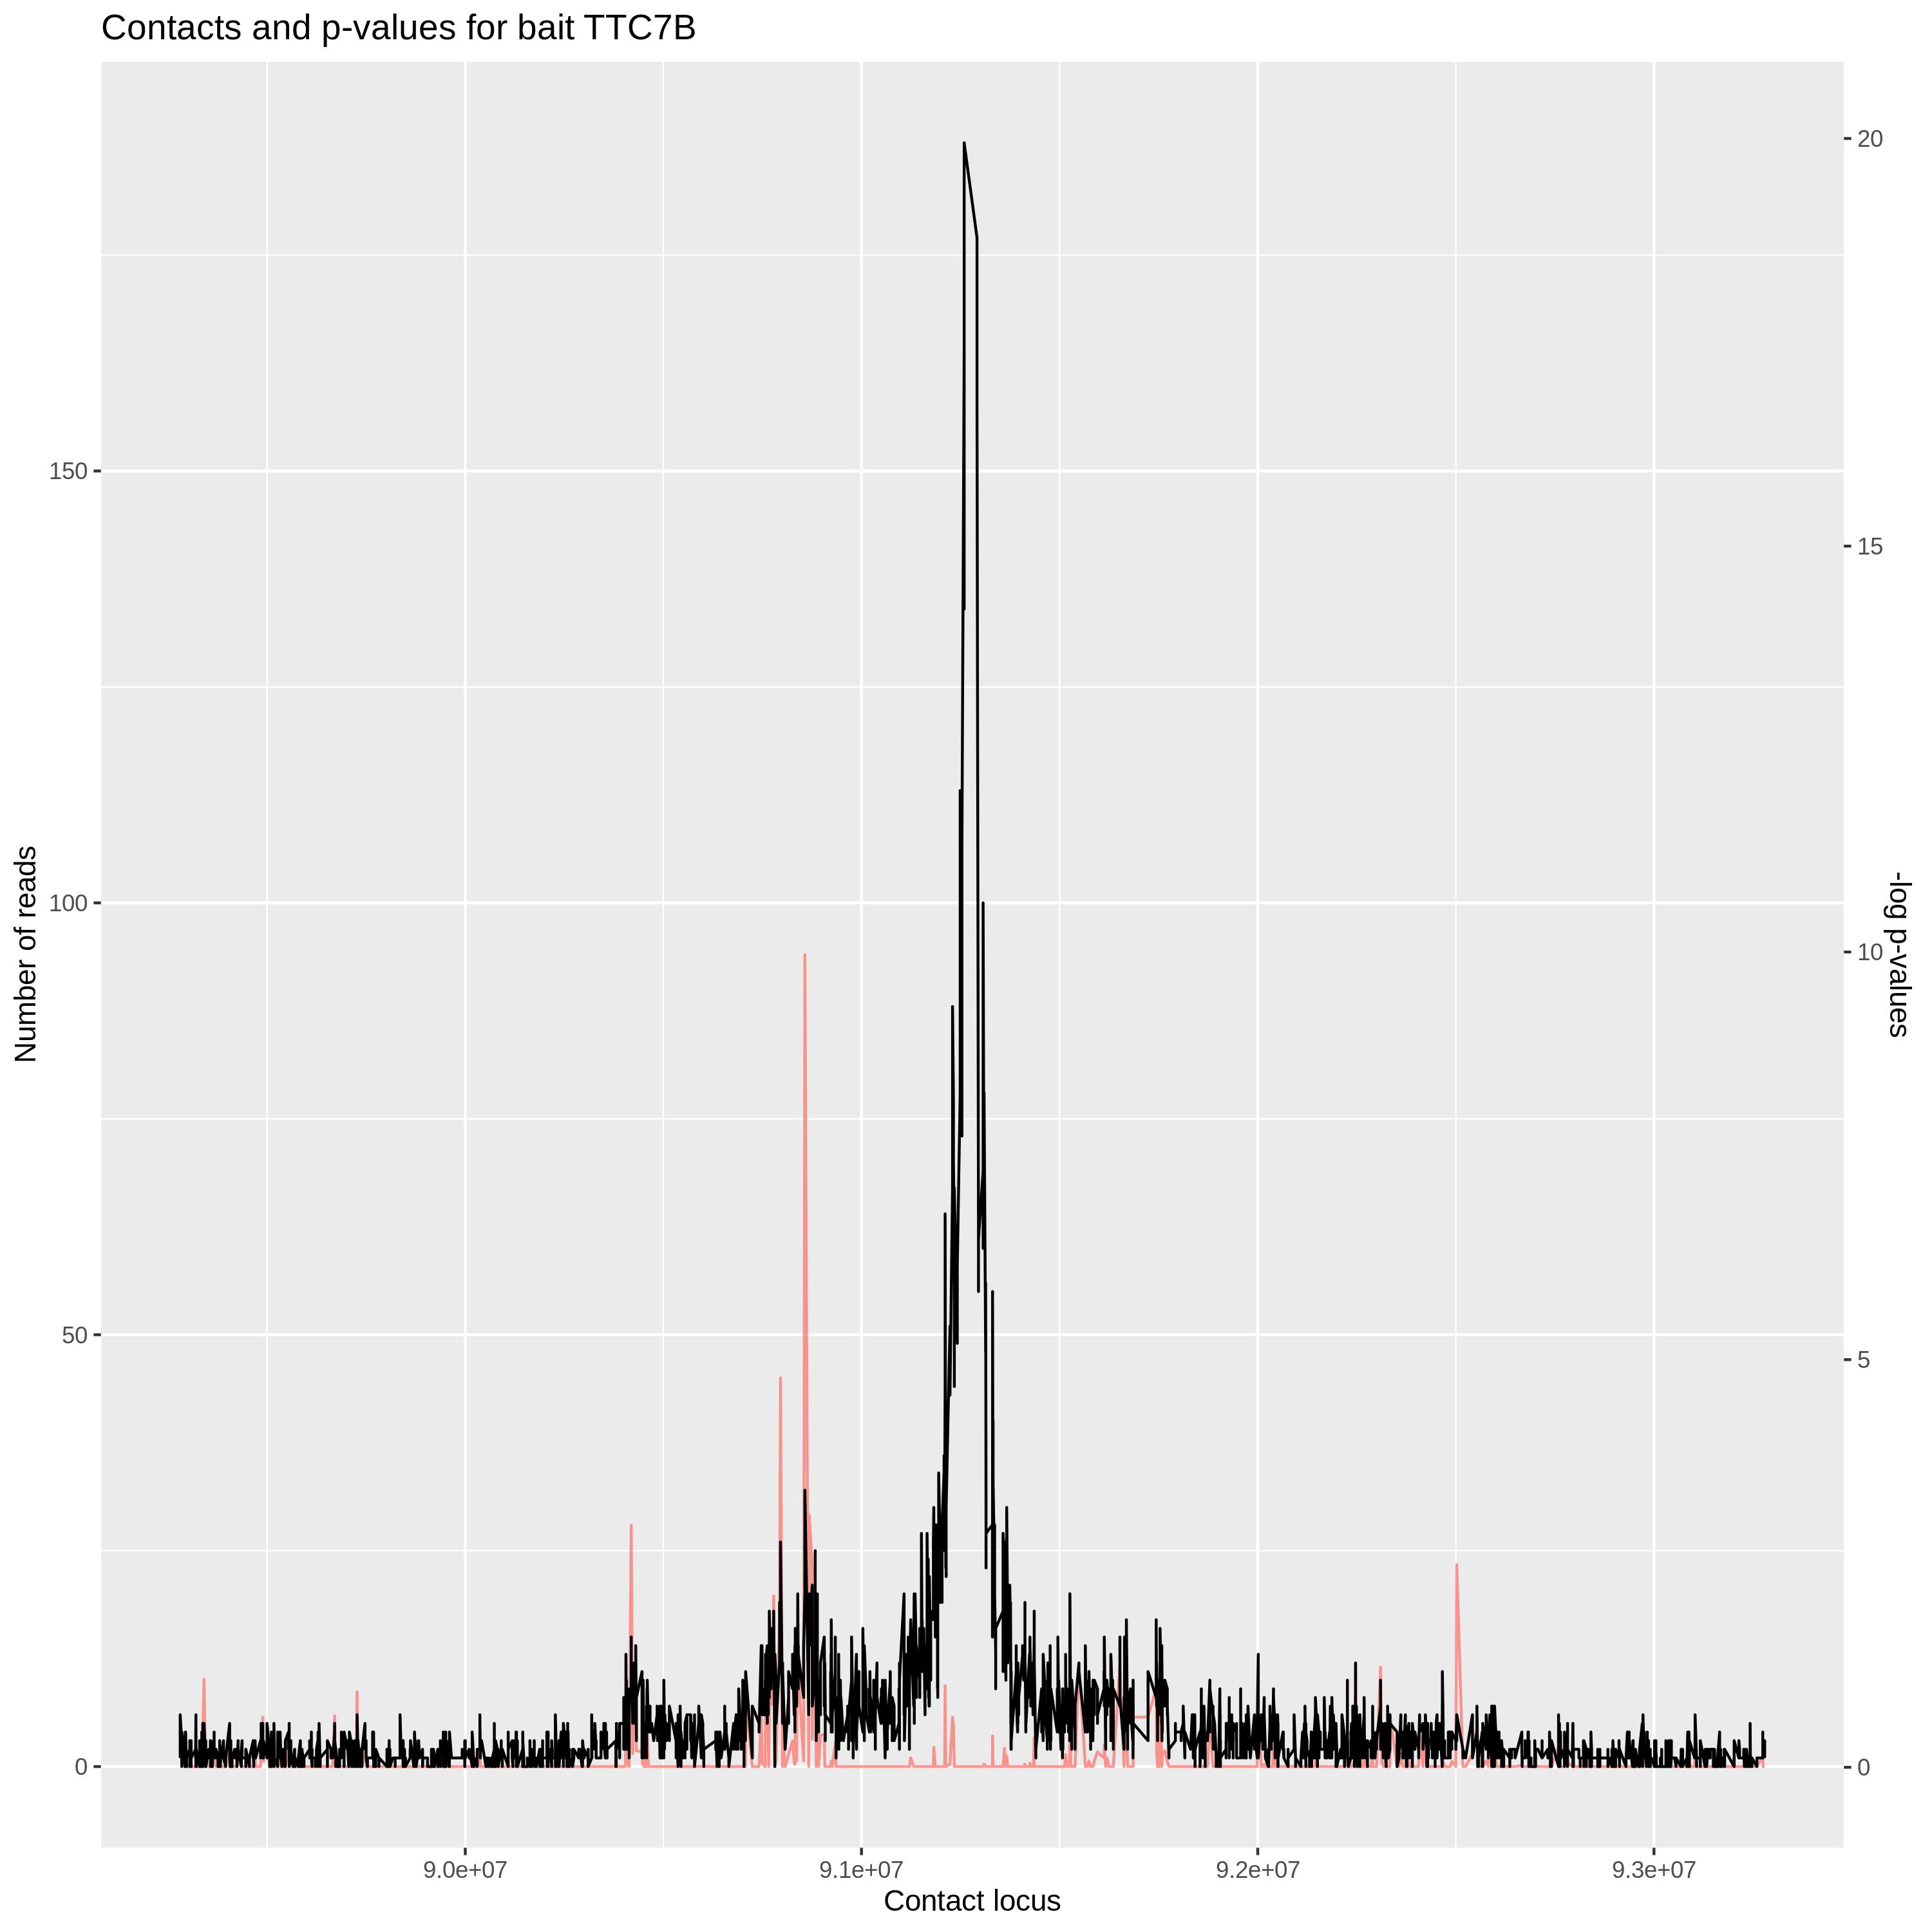 Contacts and p-values for bait TTC7B
Number of reads
150
100
50
0
20
15
10
5
0
-log p-values
9.0e+07 9.1e+07 9.2e+07 9.3e+07
Contact locus